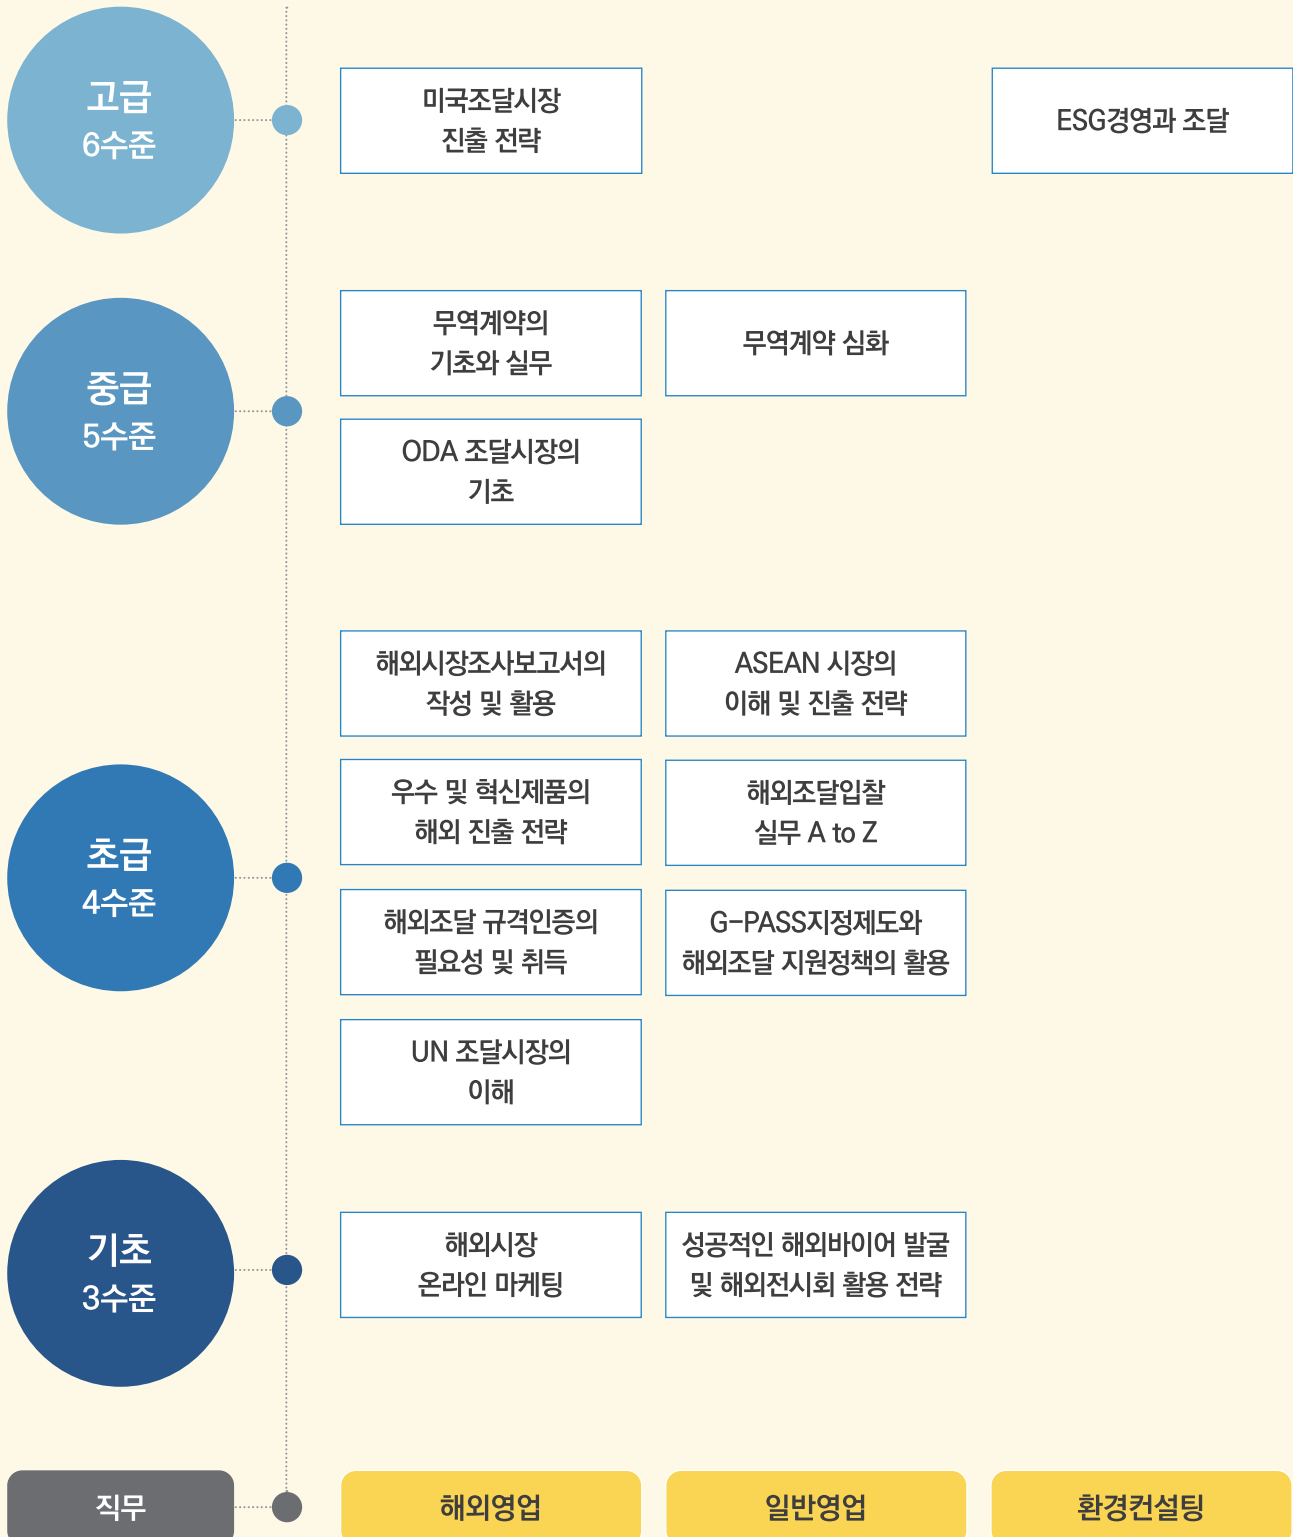 고급
6수준
미국조달시장
진출 전략
ESG경영과 조달
중급
5수준
무역계약의
기초와 실무
무역계약 심화
ODA 조달시장의
기초
초급
4수준
해외시장조사보고서의
작성 및 활용
ASEAN 시장의
이해 및 진출 전략
우수 및 혁신제품의
해외 진출 전략
해외조달입찰
실무 A to Z
해외조달 규격인증의
필요성 및 취득
G-PASS지정제도와
해외조달 지원정책의 활용
UN 조달시장의
이해
기초
3수준
해외시장
온라인 마케팅
성공적인 해외바이어 발굴
및 해외전시회 활용 전략
직무
해외영업
일반영업
환경컨설팅